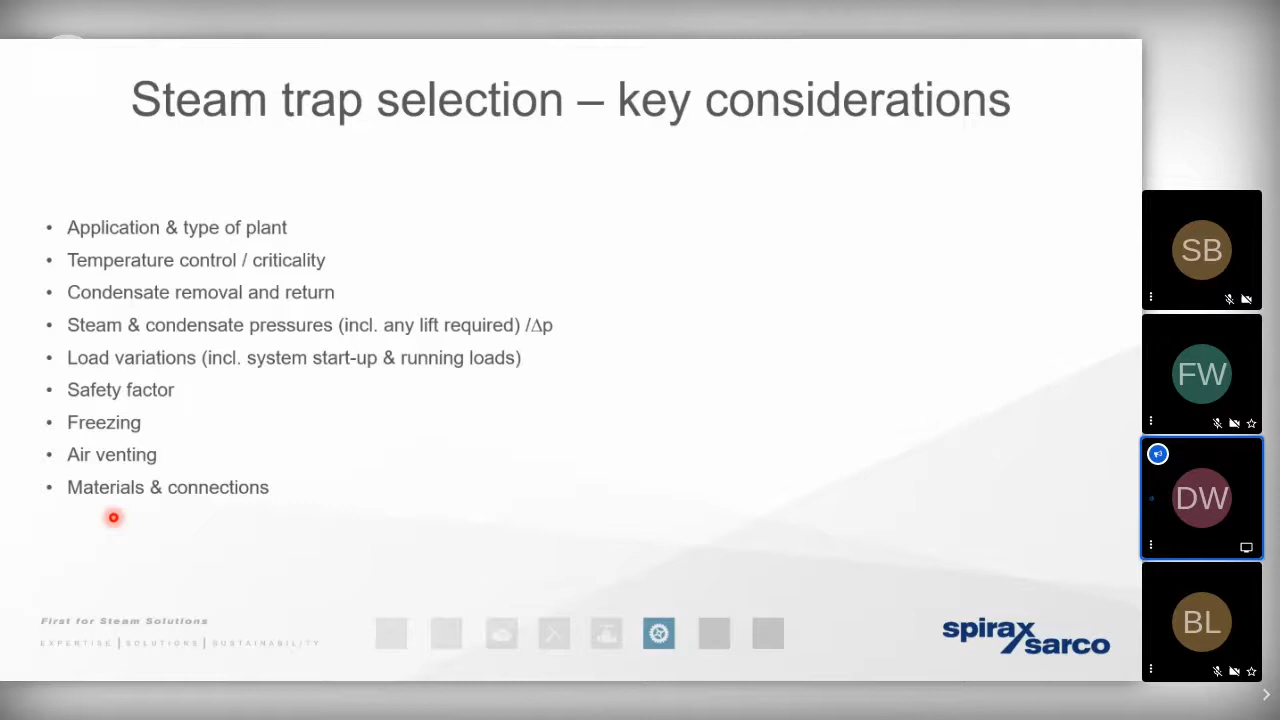 Steam trap selection – key considerations
• Application & type of plant
• Temperature control / criticality
• Condensate removal and return
• Steam & condensate pressures (incl. any lift required) /Δp
• Load variations (incl. system start-up & running loads)
• Safety factor
• Freezing
• Air venting
• Materials & connections
First for Steam Solutions
EXPERTISE | SOLUTIONS | SUSTAINABILITY
spirax
sarco
SB
FW
DW
BL